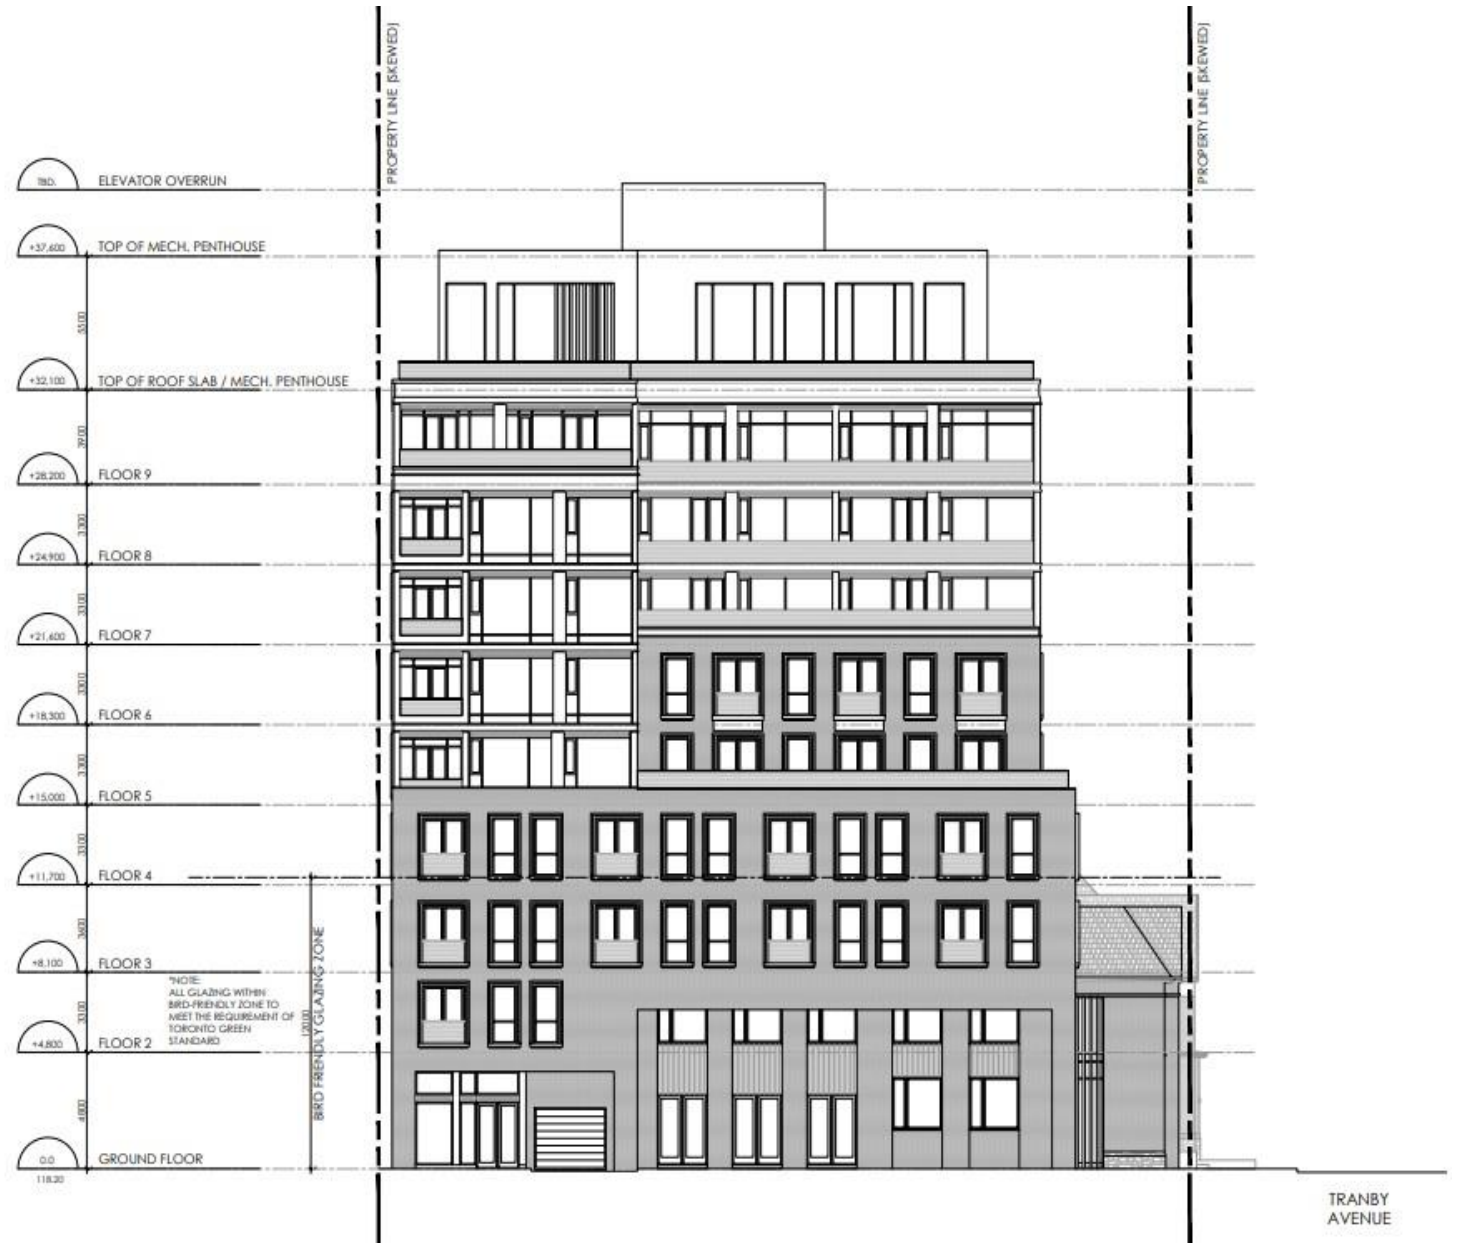 PROPERTY LINE (SKEWED)
PROPERTY LINE (SKEWED)
TBD.
ELEVATOR OVERRUN
+37,600
TOP OF MECH. PENTHOUSE
5500
+32,100
TOP OF ROOF SLAB / MECH. PENTHOUSE
3900
+28,200
FLOOR 9
3300
+24,900
FLOOR 8
3300
+21,600
FLOOR 7
3300
+18,300
FLOOR 6
3300
+15,000
FLOOR 5
3300
+11,700
FLOOR 4
3600
+8,100
FLOOR 3
*NOTE:
ALL GLAZING WITHIN
BIRD-FRIENDLY ZONE TO
MEET THE REQUIREMENT OF
TORONTO GREEN
STANDARD
3300
+4,800
FLOOR 2
12000
BIRD FRIENDLY GLAZING ZONE
4800
0.0
GROUND FLOOR
118.20
TRANBY
AVENUE